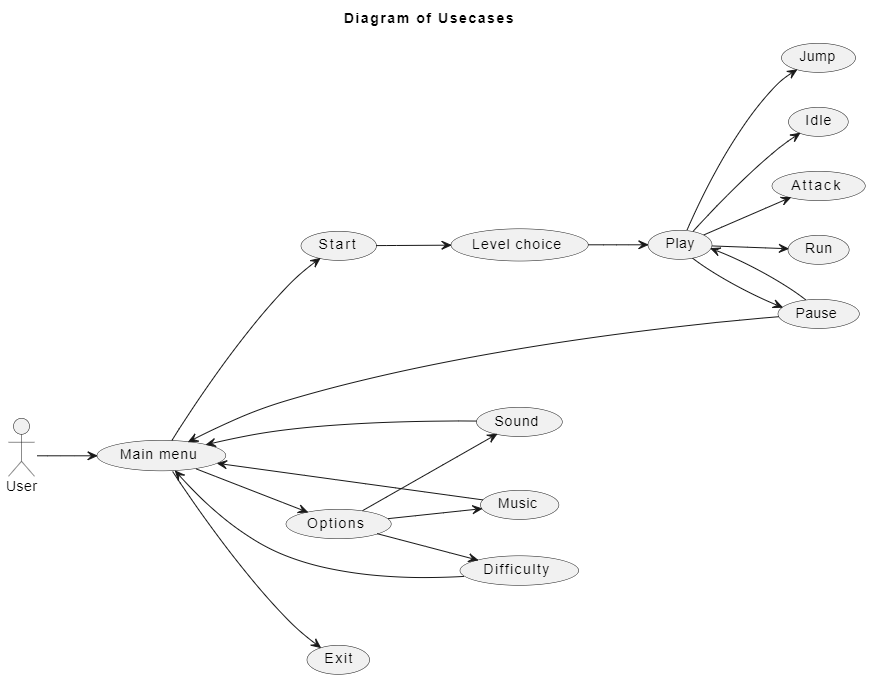 Diagram of Usecases
Jump
Idle
Attack
Start
Level choice
Play
Run
Pause
Sound
Main menu
User
Music
Options
Difficulty
Exit